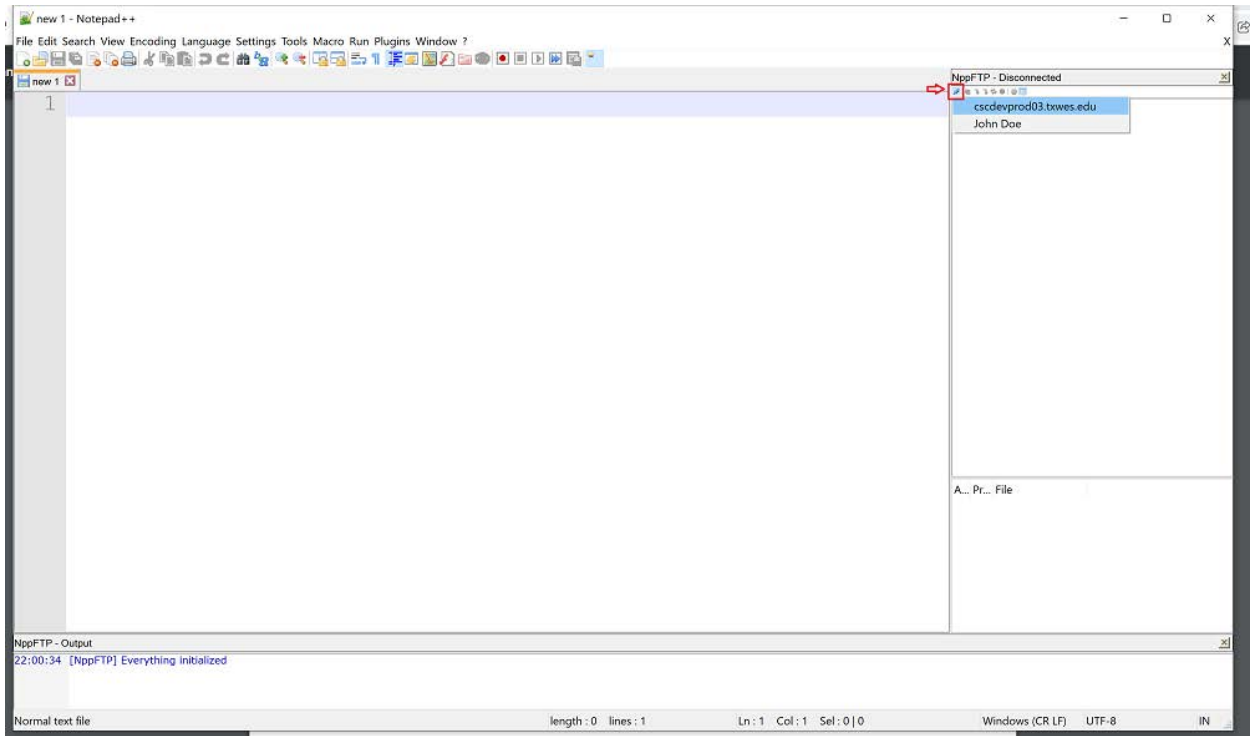 new 1 - Notepad++
File Edit Search View Encoding Language Settings Tools Macro Run Plugins Window ?
X
new 1
NppFTP - Disconnected
1
cscdevprod03.txwes.edu
John Doe
A... Pr... File
NppFTP - Output
22:00:34 [NppFTP] Everything initialized
Normal text file length : 0 lines : 1 Ln : 1 Col : 1 Sel : 0 | 0 Windows (CR LF) UTF-8 IN